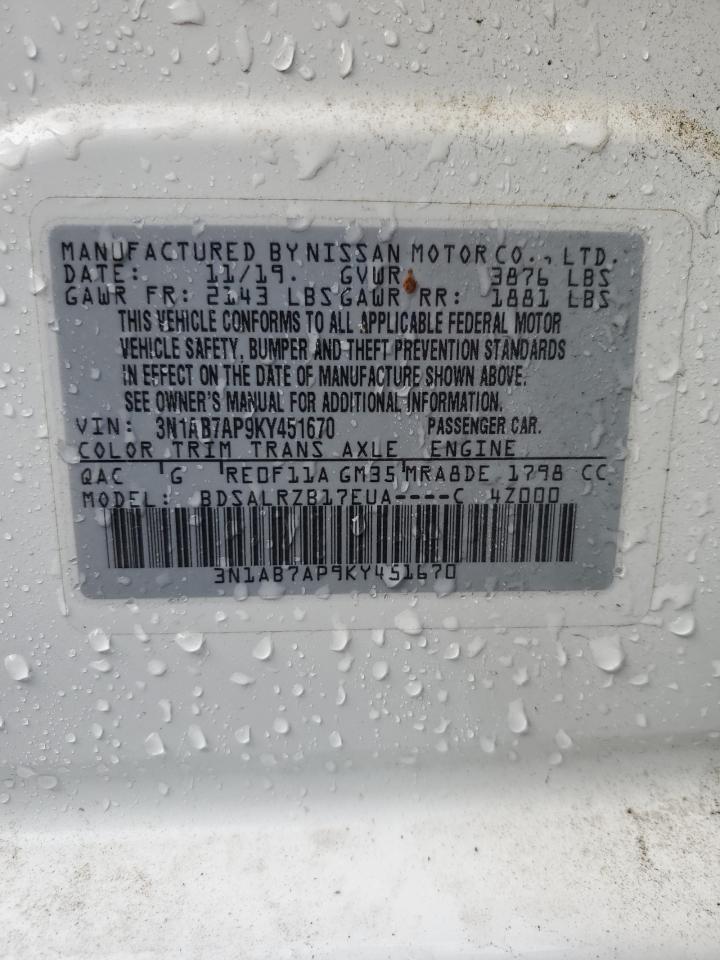 MANUFACTURED BY NISSAN MOTOR CO., LTD.
DATE: 11/19. GVWR: 3876 LBS
GAWR FR: 2143 LBS GAWR RR: 1881 LBS
THIS VEHICLE CONFORMS TO ALL APPLICABLE FEDERAL MOTOR
VEHICLE SAFETY, BUMPER AND THEFT PREVENTION STANDARDS
IN EFFECT ON THE DATE OF MANUFACTURE SHOWN ABOVE.
SEE OWNER'S MANUAL FOR ADDITIONAL INFORMATION.
VIN: 3N1AB7AP9KY451670 PASSENGER CAR.
COLOR TRIM TRANS AXLE ENGINE
QAC G RE0F11A GM35 MRA8DE 1798 CC
MODEL: BDSALRZB17EUA----C 4Z000
3N1AB7AP9KY451670